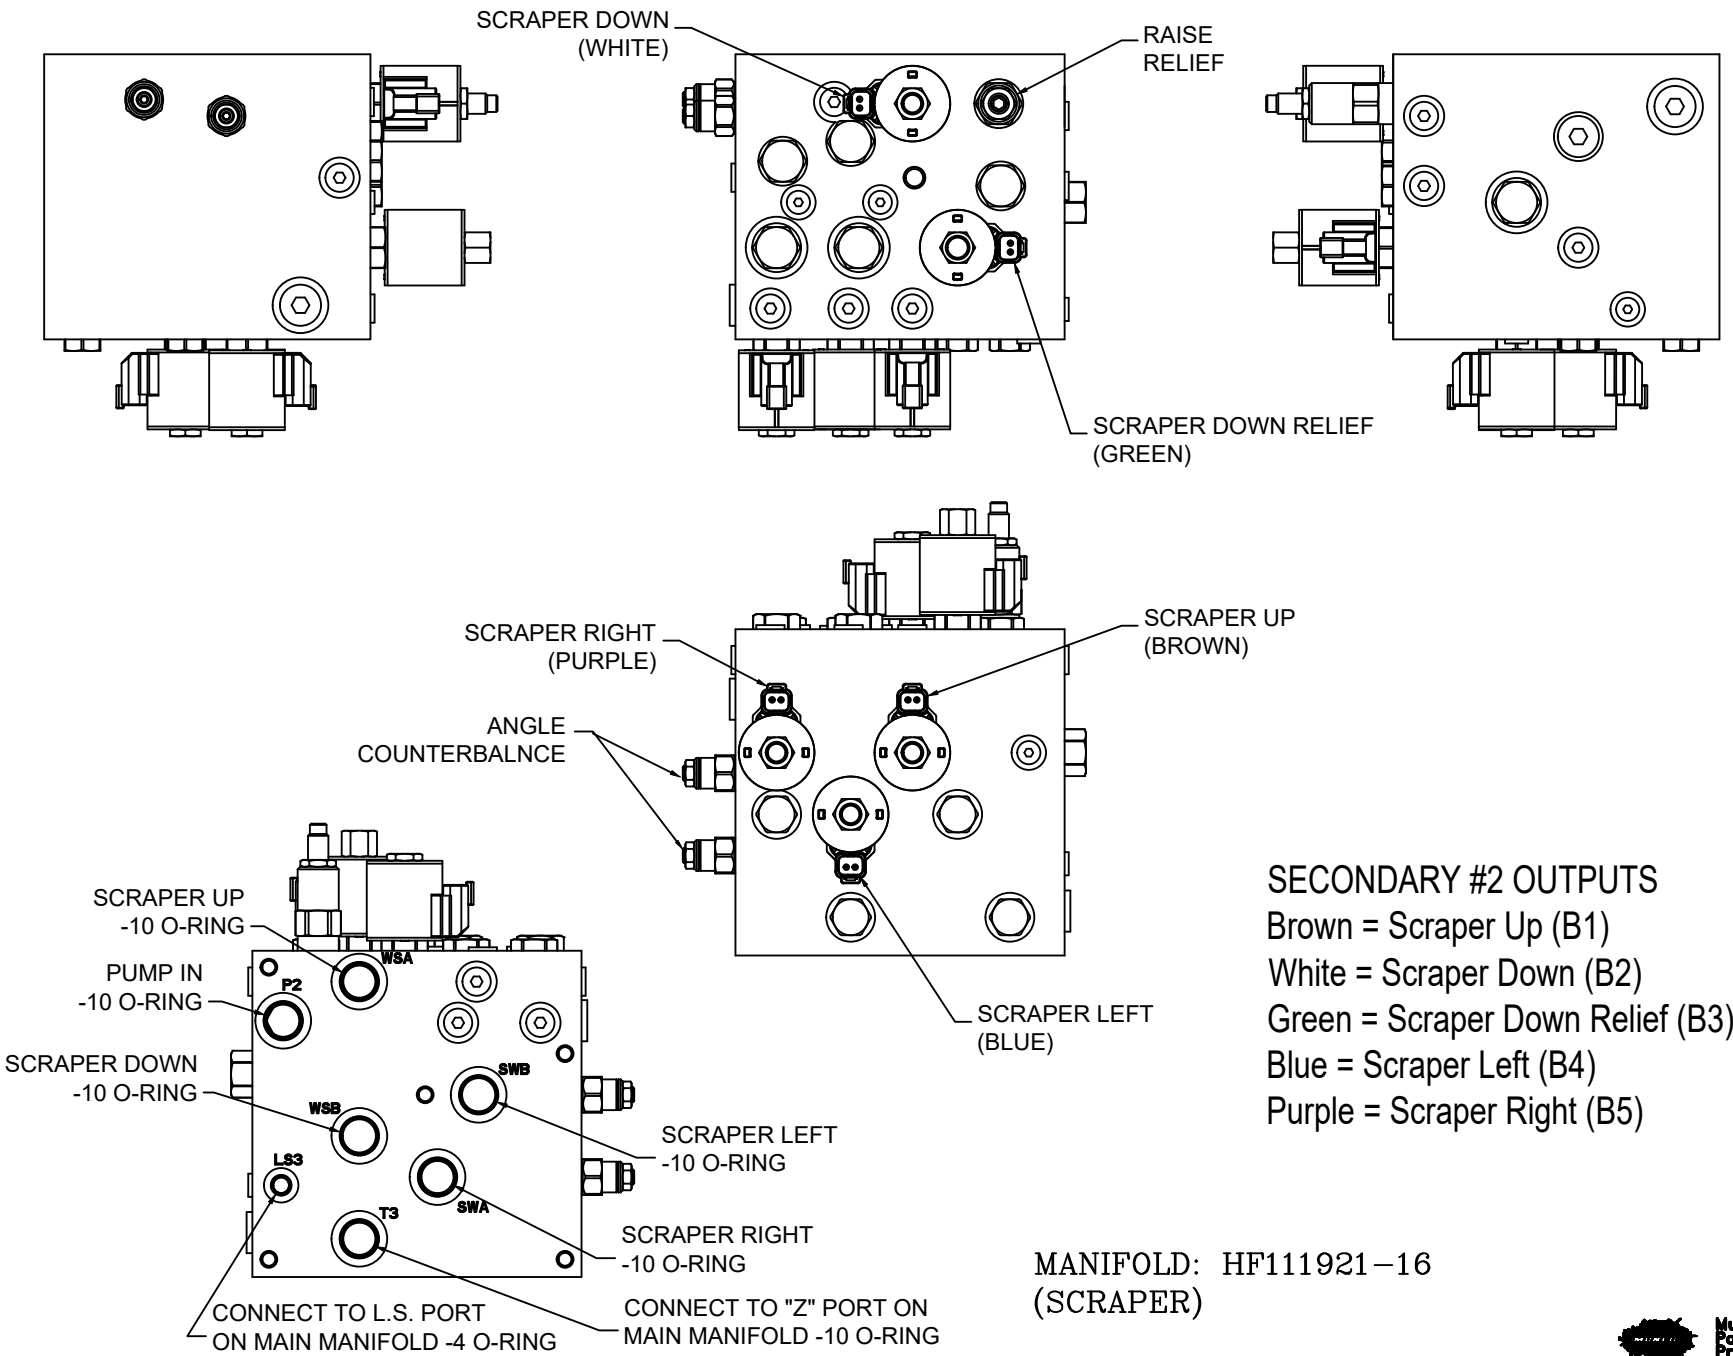 SCRAPER DOWN
(WHITE)
RAISE
RELIEF
SCRAPER DOWN RELIEF
(GREEN)
SCRAPER RIGHT
(PURPLE)
SCRAPER UP
(BROWN)
ANGLE
COUNTERBALNCE
SCRAPER LEFT
(BLUE)
SECONDARY #2 OUTPUTS
Brown = Scraper Up (B1)
White = Scraper Down (B2)
Green = Scraper Down Relief (B3)
Blue = Scraper Left (B4)
Purple = Scraper Right (B5)
SCRAPER UP
-10 O-RING
PUMP IN
-10 O-RING
SCRAPER DOWN
-10 O-RING
WSA
P2
SWB
WSB
LS3
SWA
T3
SCRAPER LEFT
-10 O-RING
SCRAPER RIGHT
-10 O-RING
CONNECT TO L.S. PORT
ON MAIN MANIFOLD -4 O-RING
CONNECT TO "Z" PORT ON
MAIN MANIFOLD -10 O-RING
MANIFOLD: HF111921-16
(SCRAPER)